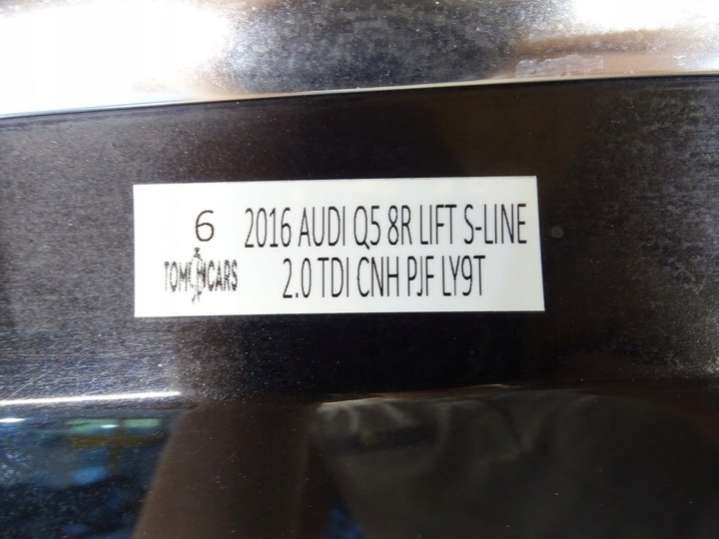 6 2016 AUDI Q5 8R LIFT S-LINE
2.0 TDI CNH PJF LY9T